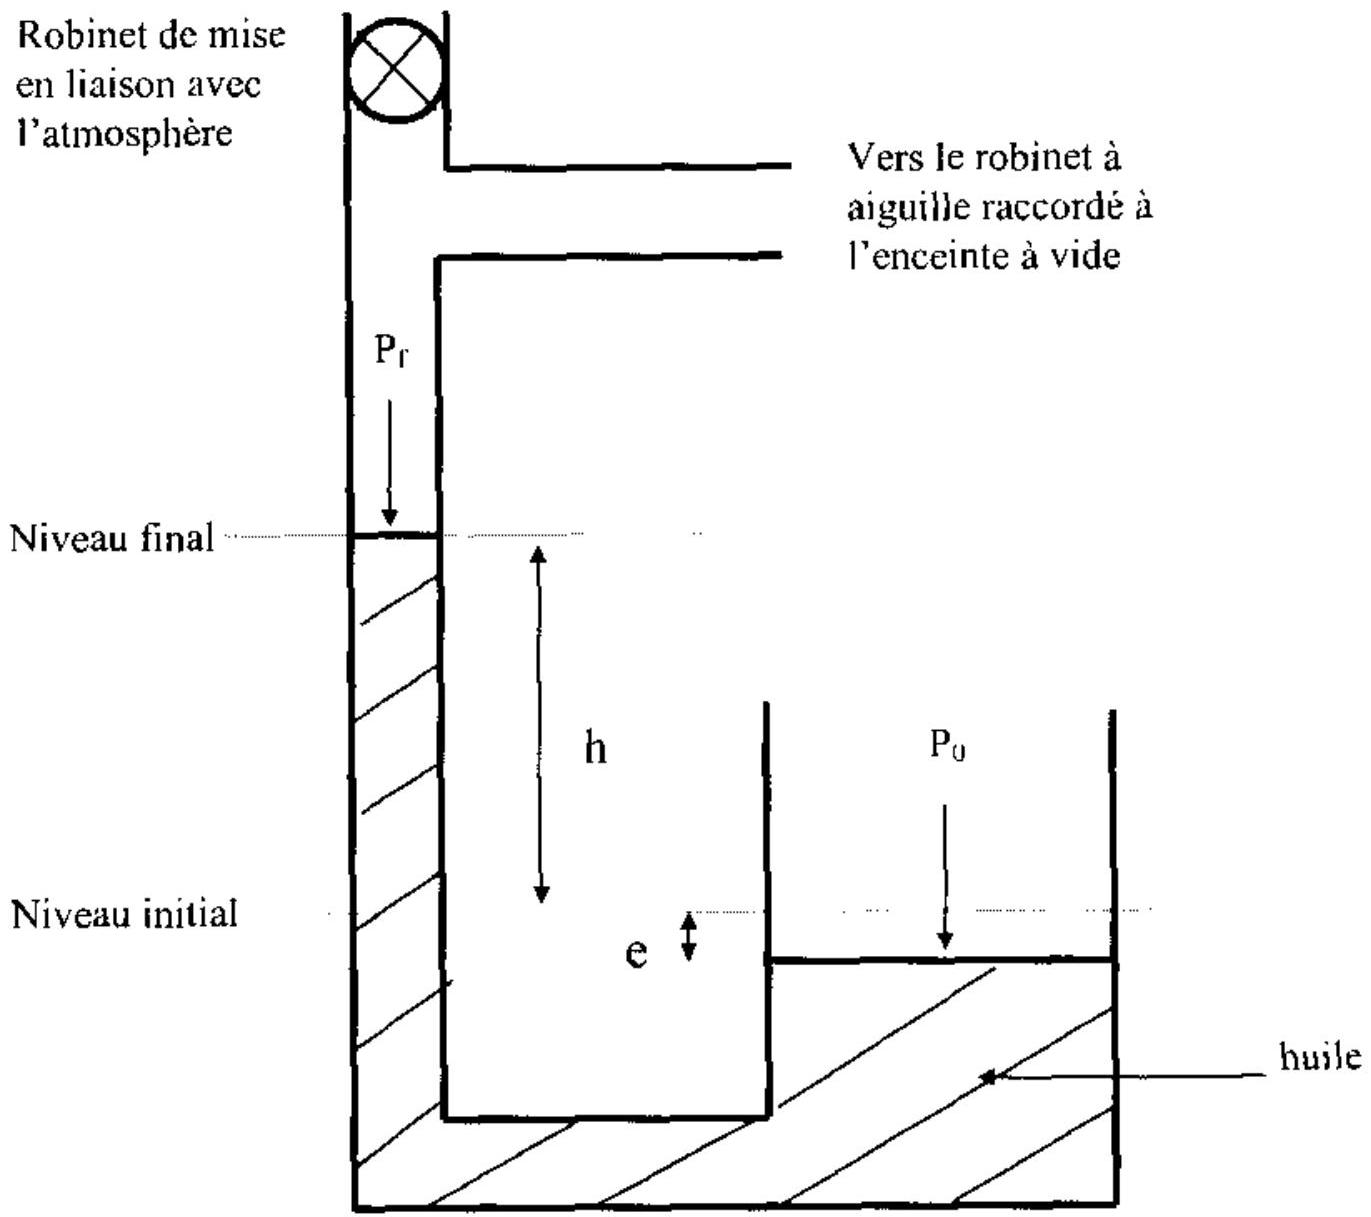 Robinet de mise
en liaison avec
l'atmosphère
Vers le robinet à
aiguille raccordé à
l'enceinte à vide
Pf
Niveau final
h
P0
Niveau initial
e
huile